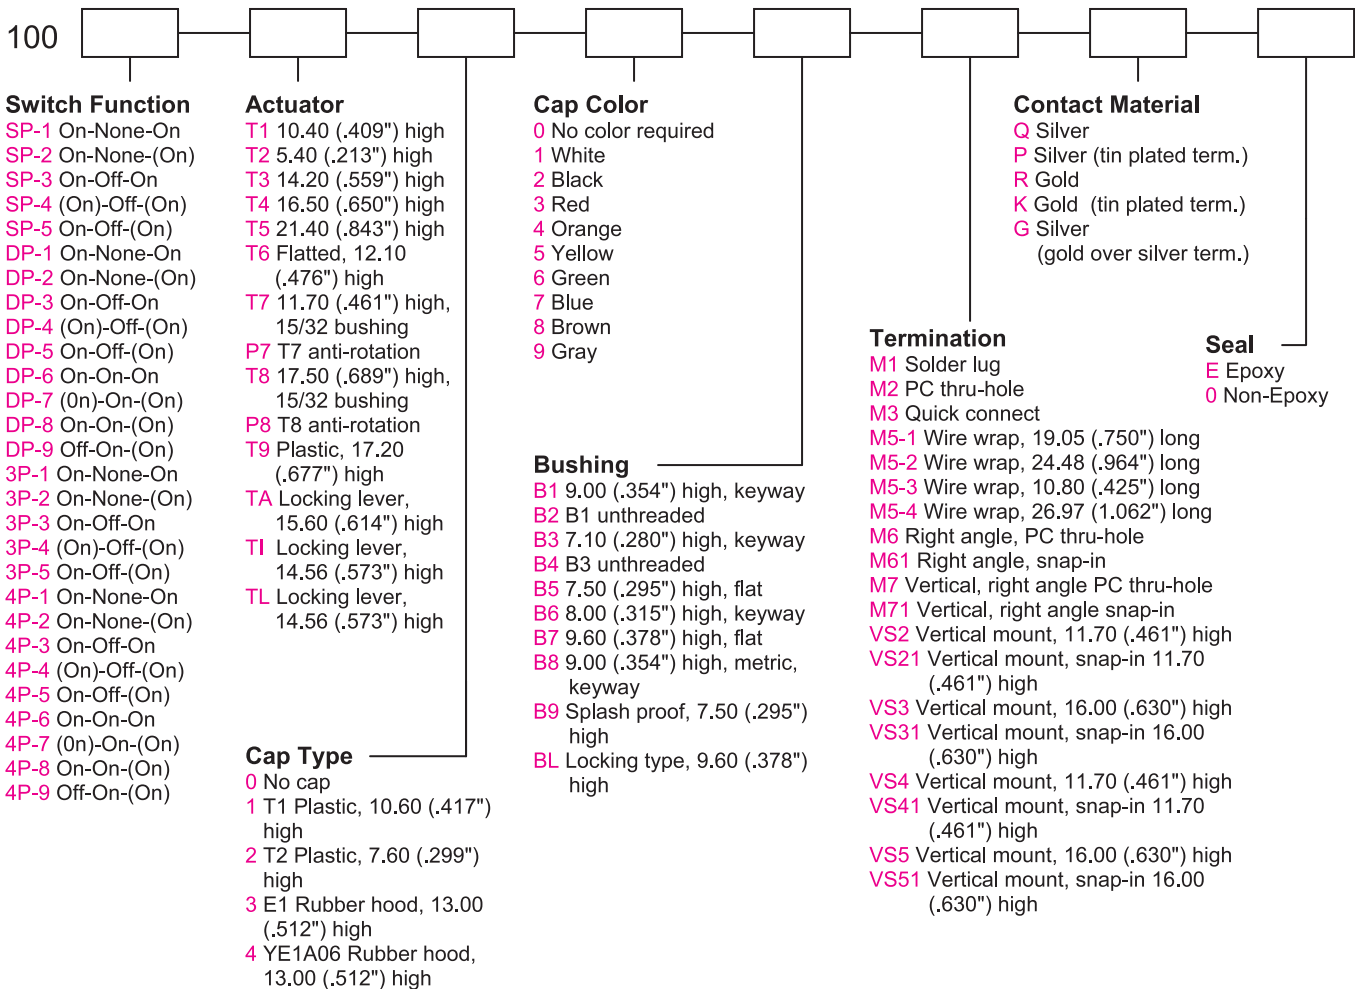 100
Switch Function
SP-1 On-None-On
SP-2 On-None-(On)
SP-3 On-Off-On
SP-4 (On)-Off-(On)
SP-5 On-Off-(On)
DP-1 On-None-On
DP-2 On-None-(On)
DP-3 On-Off-On
DP-4 (On)-Off-(On)
DP-5 On-Off-(On)
DP-6 On-On-On
DP-7 (0n)-On-(On)
DP-8 On-On-(On)
DP-9 Off-On-(On)
3P-1 On-None-On
3P-2 On-None-(On)
3P-3 On-Off-On
3P-4 (On)-Off-(On)
3P-5 On-Off-(On)
4P-1 On-None-On
4P-2 On-None-(On)
4P-3 On-Off-On
4P-4 (On)-Off-(On)
4P-5 On-Off-(On)
4P-6 On-On-On
4P-7 (0n)-On-(On)
4P-8 On-On-(On)
4P-9 Off-On-(On)
Actuator
T1 10.40 (.409") high
T2 5.40 (.213") high
T3 14.20 (.559") high
T4 16.50 (.650") high
T5 21.40 (.843") high
T6 Flatted, 12.10
(.476") high
T7 11.70 (.461") high,
15/32 bushing
P7 T7 anti-rotation
T8 17.50 (.689") high,
15/32 bushing
P8 T8 anti-rotation
T9 Plastic, 17.20
(.677") high
TA Locking lever,
15.60 (.614") high
TI Locking lever,
14.56 (.573") high
TL Locking lever,
14.56 (.573") high
Cap Type
0 No cap
1 T1 Plastic, 10.60 (.417")
high
2 T2 Plastic, 7.60 (.299")
high
3 E1 Rubber hood, 13.00
(.512") high
4 YE1A06 Rubber hood,
13.00 (.512") high
Cap Color
0 No color required
1 White
2 Black
3 Red
4 Orange
5 Yellow
6 Green
7 Blue
8 Brown
9 Gray
Bushing
B1 9.00 (.354") high, keyway
B2 B1 unthreaded
B3 7.10 (.280") high, keyway
B4 B3 unthreaded
B5 7.50 (.295") high, flat
B6 8.00 (.315") high, keyway
B7 9.60 (.378") high, flat
B8 9.00 (.354") high, metric,
keyway
B9 Splash proof, 7.50 (.295")
high
BL Locking type, 9.60 (.378")
high
Termination
M1 Solder lug
M2 PC thru-hole
M3 Quick connect
M5-1 Wire wrap, 19.05 (.750") long
M5-2 Wire wrap, 24.48 (.964") long
M5-3 Wire wrap, 10.80 (.425") long
M5-4 Wire wrap, 26.97 (1.062") long
M6 Right angle, PC thru-hole
M61 Right angle, snap-in
M7 Vertical, right angle PC thru-hole
M71 Vertical, right angle snap-in
VS2 Vertical mount, 11.70 (.461") high
VS21 Vertical mount, snap-in 11.70
(.461") high
VS3 Vertical mount, 16.00 (.630") high
VS31 Vertical mount, snap-in 16.00
(.630") high
VS4 Vertical mount, 11.70 (.461") high
VS41 Vertical mount, snap-in 11.70
(.461") high
VS5 Vertical mount, 16.00 (.630") high
VS51 Vertical mount, snap-in 16.00
(.630") high
Contact Material
Q Silver
P Silver (tin plated term.)
R Gold
K Gold (tin plated term.)
G Silver
(gold over silver term.)
Seal
E Epoxy
0 Non-Epoxy